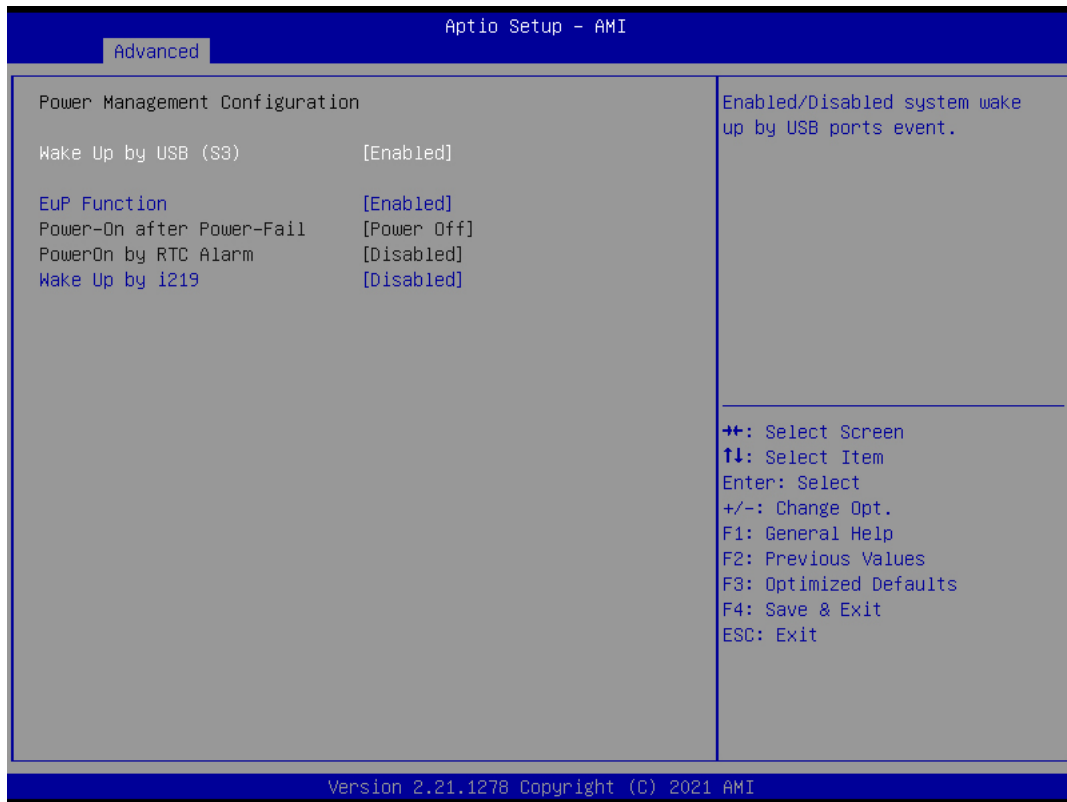 Aptio Setup – AMI
Advanced
Power Management Configuration
Wake Up by USB (S3) [Enabled]
EuP Function [Enabled]
Power-On after Power-Fail [Power Off]
PowerOn by RTC Alarm [Disabled]
Wake Up by i219 [Disabled]
Enabled/Disabled system wake
up by USB ports event.
→←: Select Screen
↑↓: Select Item
Enter: Select
+/-: Change Opt.
F1: General Help
F2: Previous Values
F3: Optimized Defaults
F4: Save & Exit
ESC: Exit
Version 2.21.1278 Copyright (C) 2021 AMI